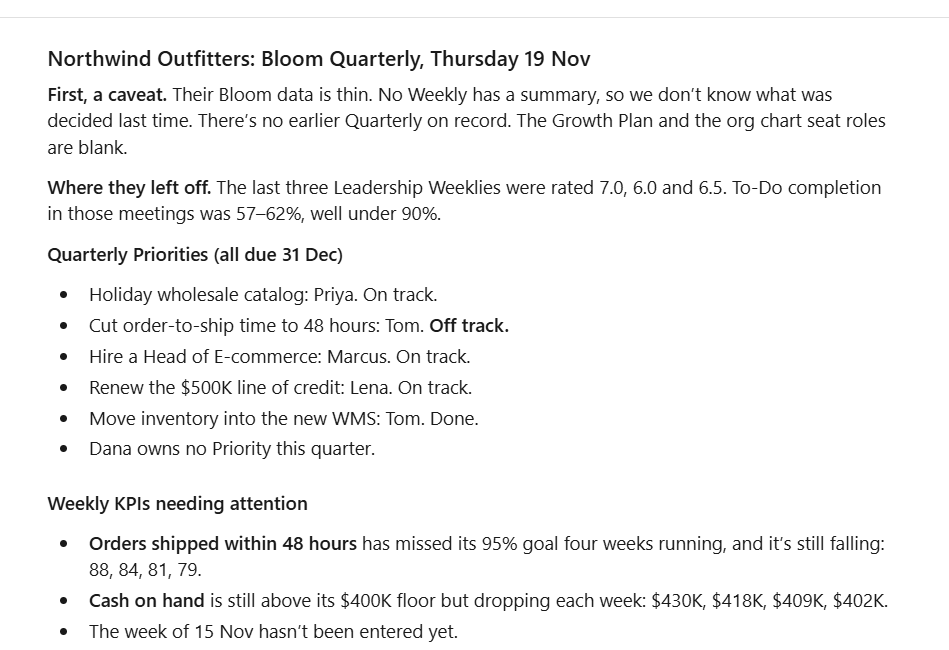 Northwind Outfitters: Bloom Quarterly, Thursday 19 Nov
First, a caveat. Their Bloom data is thin. No Weekly has a summary, so we don’t know what was
decided last time. There’s no earlier Quarterly on record. The Growth Plan and the org chart seat roles
are blank.
Where they left off. The last three Leadership Weeklies were rated 7.0, 6.0 and 6.5. To-Do completion
in those meetings was 57–62%, well under 90%.
Quarterly Priorities (all due 31 Dec)
• Holiday wholesale catalog: Priya. On track.
• Cut order-to-ship time to 48 hours: Tom. Off track.
• Hire a Head of E-commerce: Marcus. On track.
• Renew the $500K line of credit: Lena. On track.
• Move inventory into the new WMS: Tom. Done.
• Dana owns no Priority this quarter.
Weekly KPIs needing attention
• Orders shipped within 48 hours has missed its 95% goal four weeks running, and it’s still falling:
88, 84, 81, 79.
• Cash on hand is still above its $400K floor but dropping each week: $430K, $418K, $409K, $402K.
• The week of 15 Nov hasn’t been entered yet.